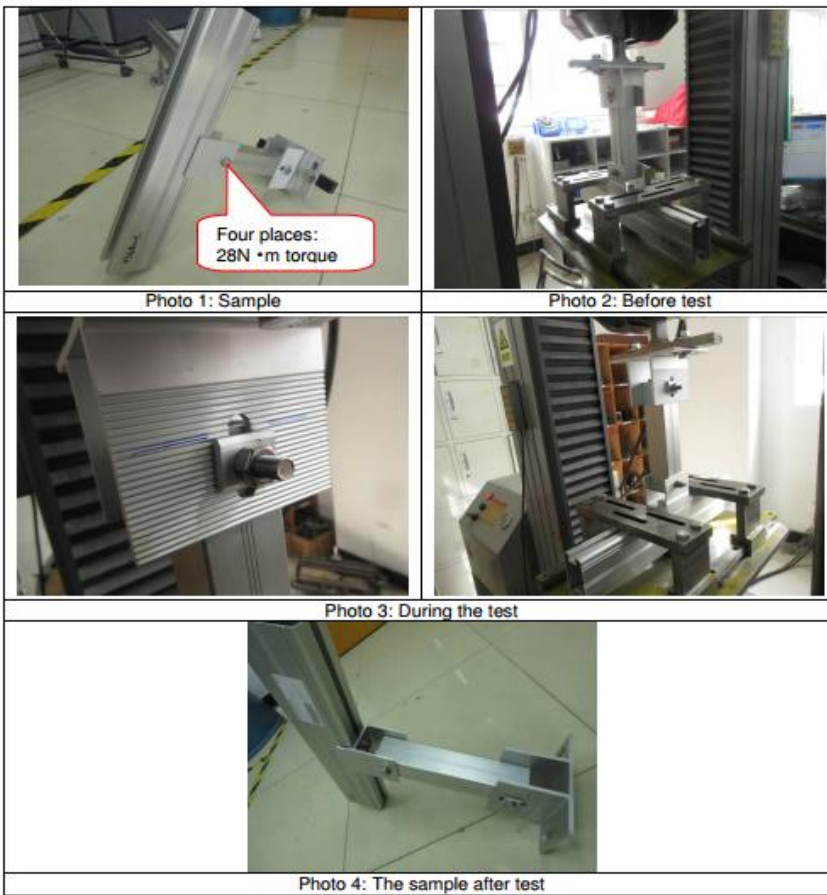 Four places:
28N •m torque
Photo 1: Sample
Photo 2: Before test
Photo 3: During the test
Photo 4: The sample after test